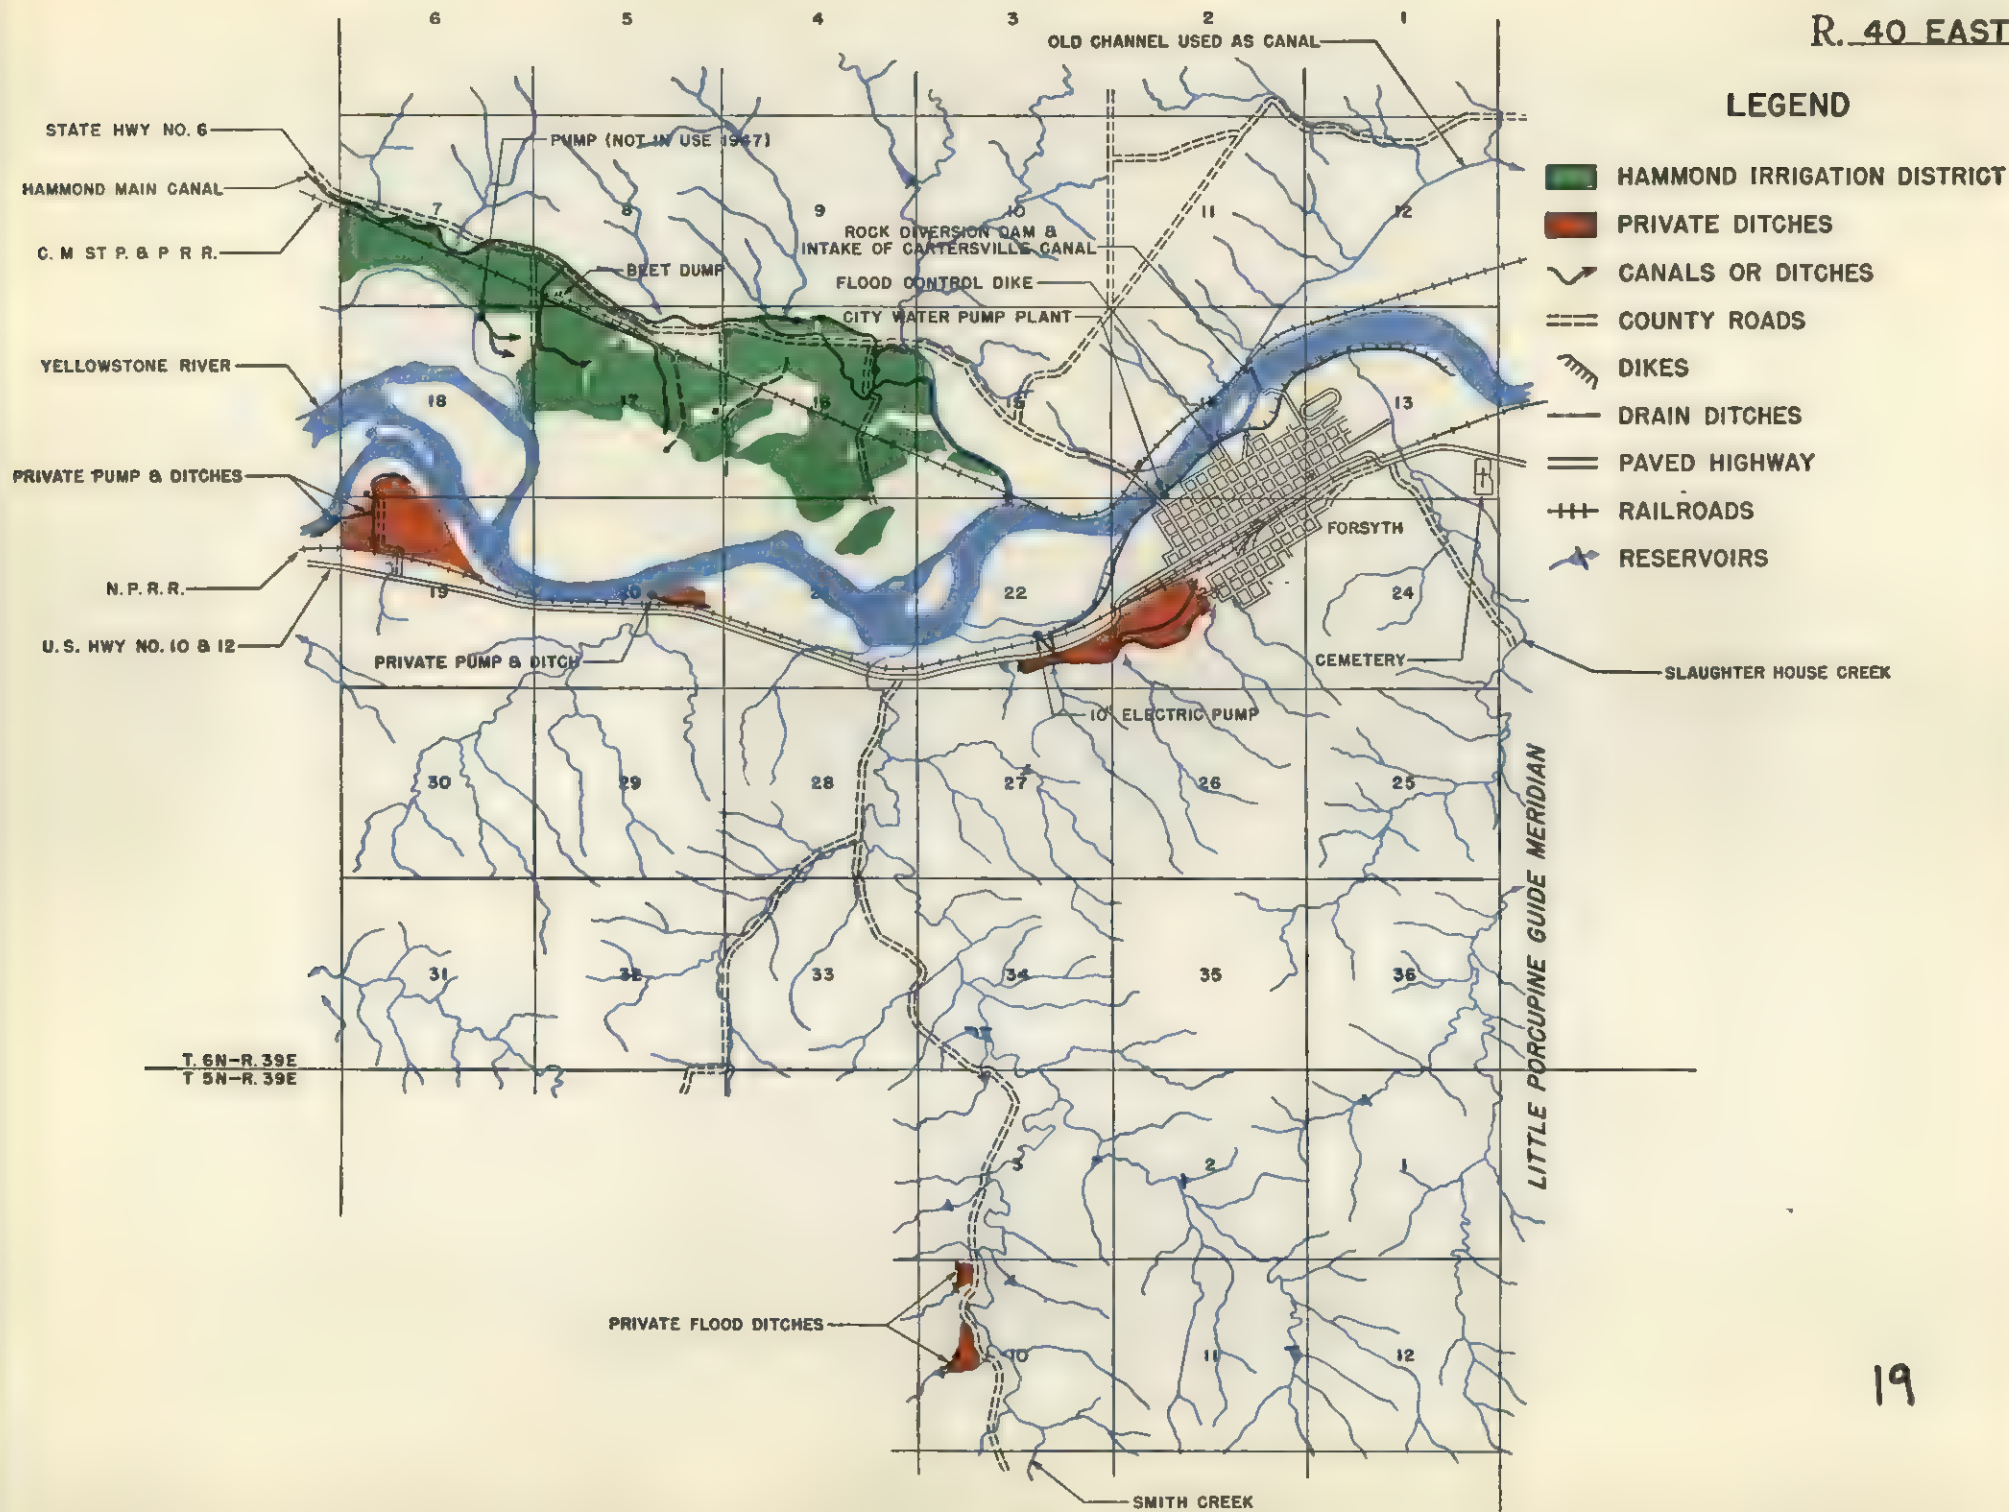 6 5 4 3 2 1
R. 40 EAST
OLD CHANNEL USED AS CANAL
LEGEND
HAMMOND IRRIGATION DISTRICT
PRIVATE DITCHES
CANALS OR DITCHES
COUNTY ROADS
DIKES
DRAIN DITCHES
PAVED HIGHWAY
RAILROADS
RESERVOIRS
STATE HWY NO. 6
PUMP (NOT IN USE 1947)
HAMMOND MAIN CANAL
7 8 9 10 11 12
C. M ST P. & P R R.
ROCK DIVERSION DAM &
INTAKE OF CARTERSVILLE CANAL
BEET DUMP
FLOOD CONTROL DIKE
CITY WATER PUMP PLANT
YELLOWSTONE RIVER
18 17 16 15 14 13
PRIVATE PUMP & DITCHES
FORSYTH
N. P. R. R.
19 20 21 22 24
U. S. HWY NO. 10 & 12
PRIVATE PUMP & DITCH
CEMETERY
SLAUGHTER HOUSE CREEK
10" ELECTRIC PUMP
30 29 28 27 26 25
LITTLE PORCUPINE GUIDE MERIDIAN
31 32 33 34 35 36
T. 6N-R. 39E
T 5N-R. 39E
3 2 1
PRIVATE FLOOD DITCHES
10 11 12
19
SMITH CREEK